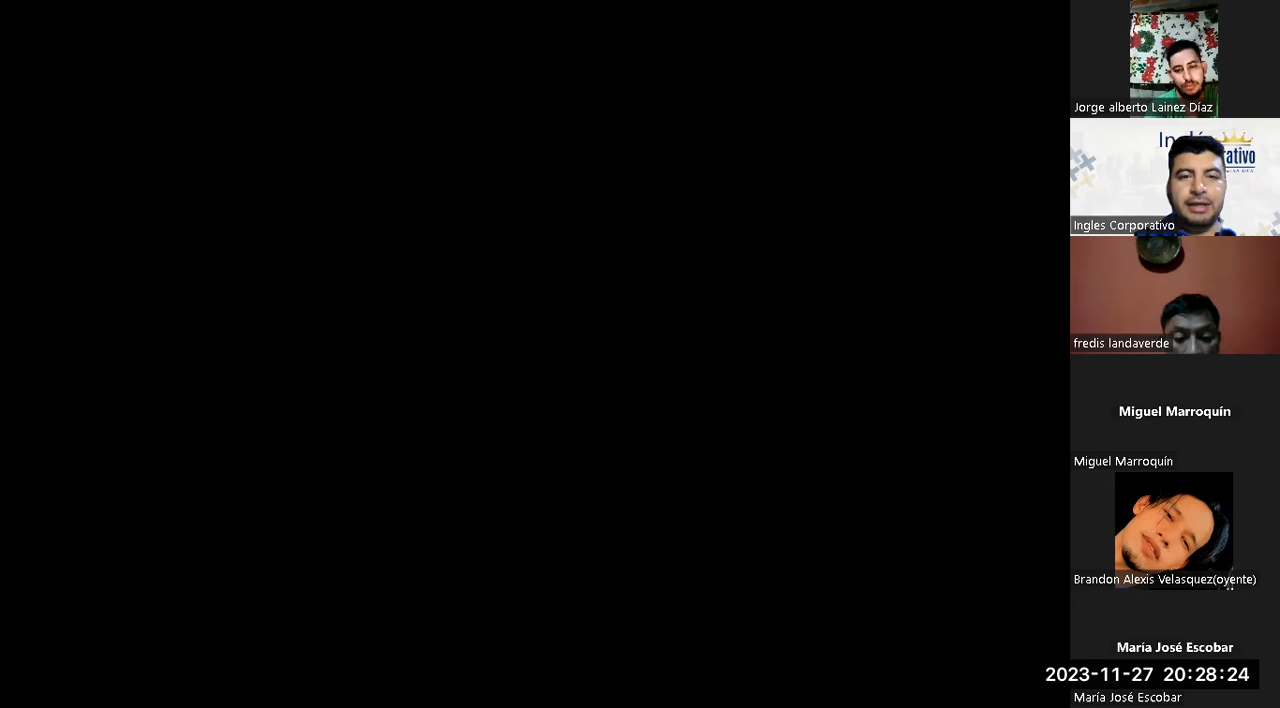 Jorge alberto Lainez Díaz
rativo
Ingles Corporativo
fredis landaverde
Miguel Marroquín
Miguel Marroquín
Brandon Alexis Velasquez(oyente)
María José Escobar
2023-11-27 20:28:24
María José Escobar